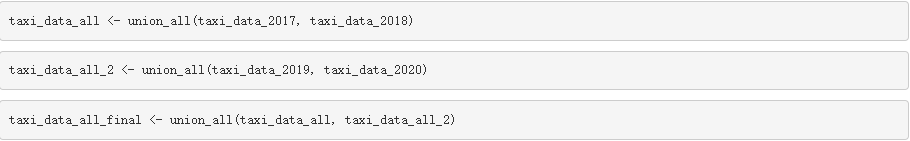 taxi_data_all <- union_all(taxi_data_2017, taxi_data_2018)
taxi_data_all_2 <- union_all(taxi_data_2019, taxi_data_2020)
taxi_data_all_final <- union_all(taxi_data_all, taxi_data_all_2)